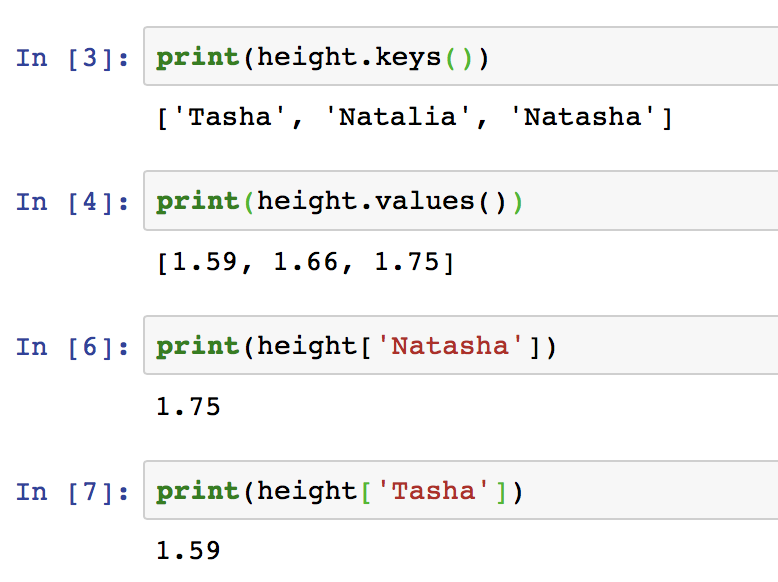 In [3]: print(height.keys())
['Tasha', 'Natalia', 'Natasha']
In [4]: print(height.values())
[1.59, 1.66, 1.75]
In [6]: print(height['Natasha'])
1.75
In [7]: print(height['Tasha'])
1.59